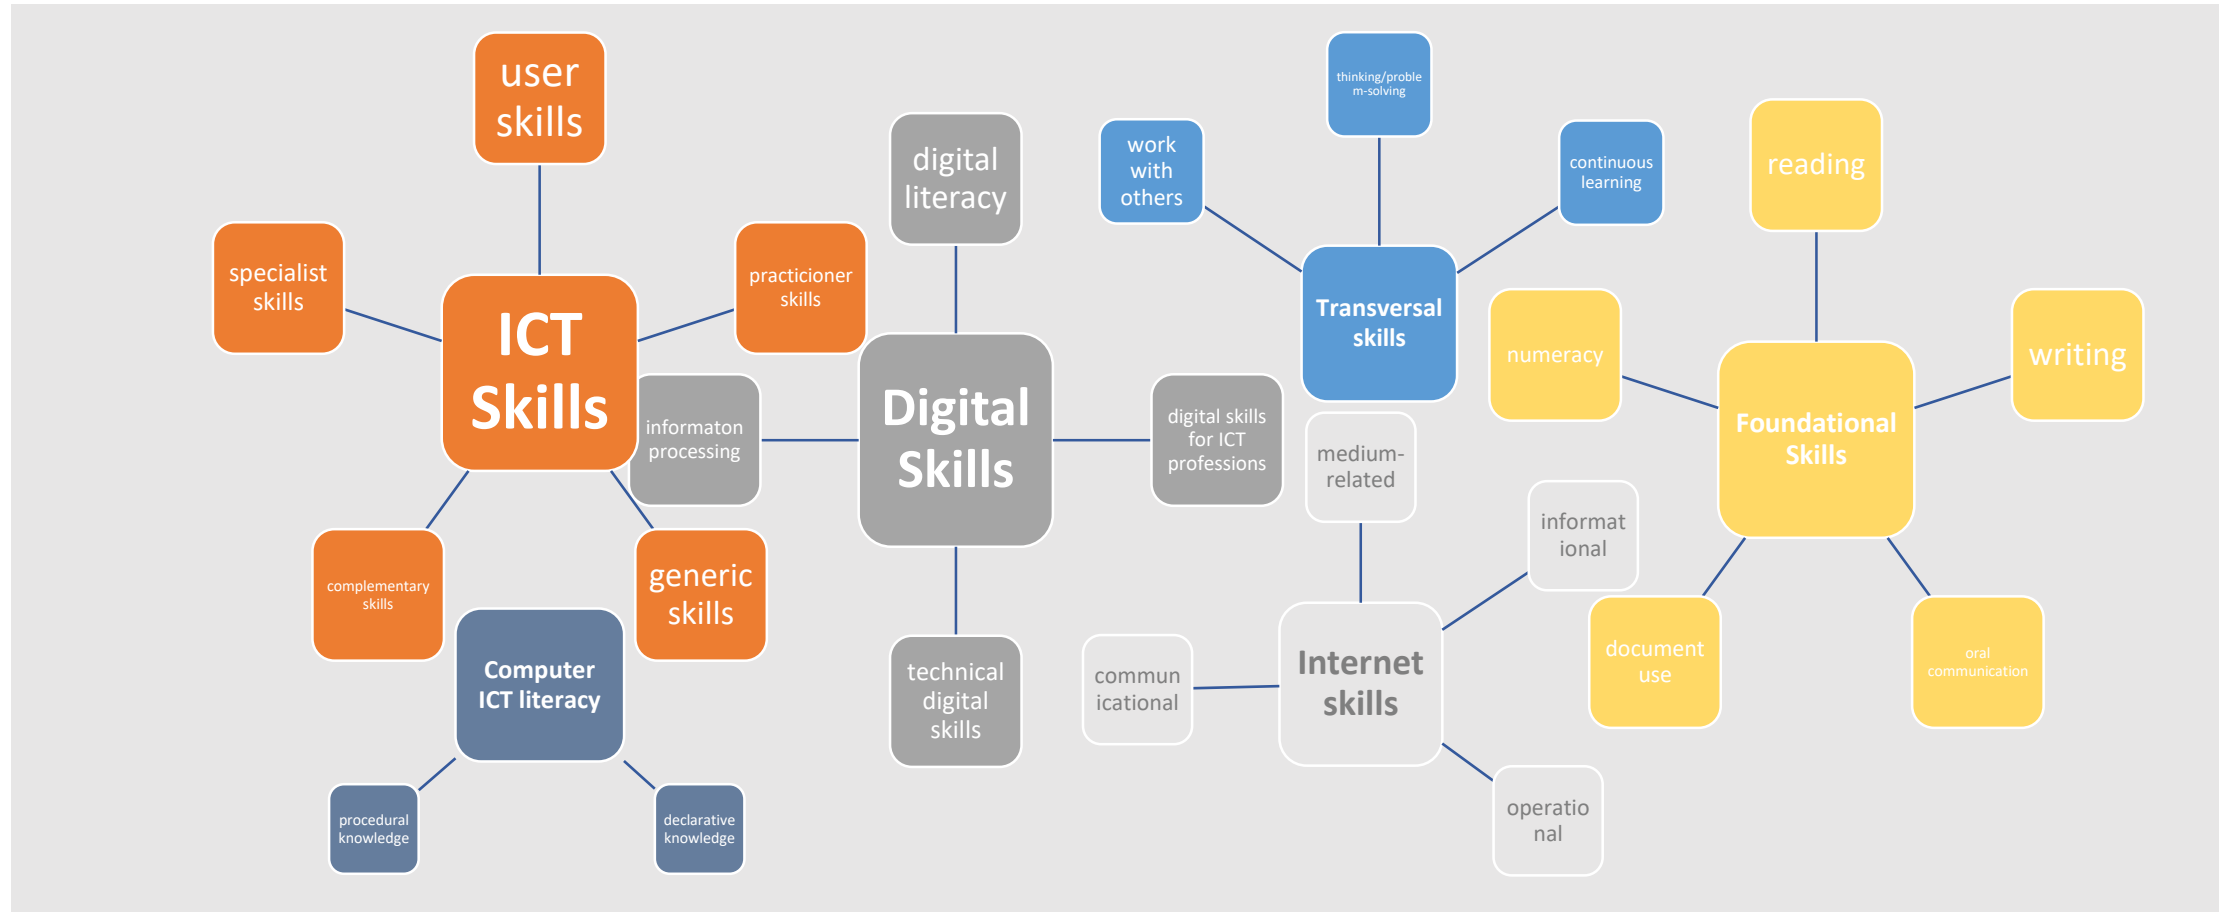 user
skills
specialist
skills
practicioner
skills
ICT
Skills
complementary
skills
generic
skills
Computer
ICT literacy
procedural
knowledge
declarative
knowledge
digital
literacy
informaton
processing
Digital
Skills
digital skills
for ICT
professions
technical
digital
skills
thinking/proble
m-solving
work
with
others
continuous
learning
Transversal
skills
medium-
related
informat
ional
commun
icational
Internet
skills
operatio
nal
reading
numeracy
writing
Foundational
Skills
document
use
oral
communication